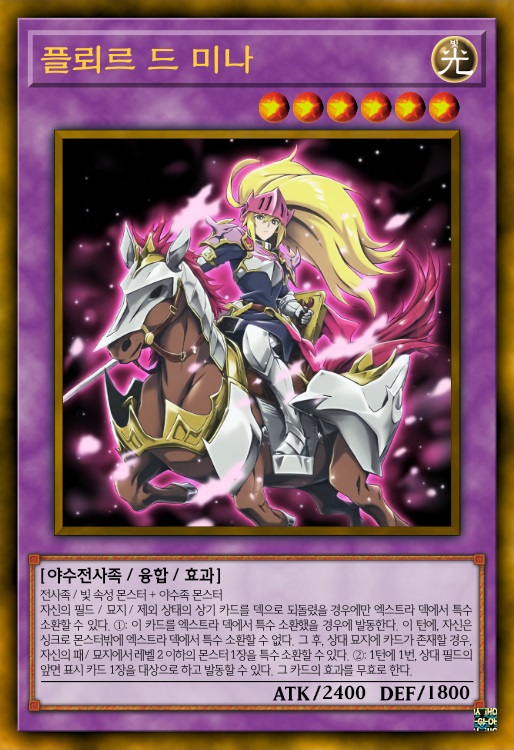 플뢰르 드 미나
빛
光
[야수전사족 / 융합 / 효과]
전사족 / 빛 속성 몬스터 + 야수족 몬스터
자신의 필드 / 묘지 / 제외 상태의 상기 카드를 덱으로 되돌렸을 경우에만 엑스트라 덱에서 특수
소환할 수 있다. ①: 이 카드를 엑스트라 덱에서 특수 소환했을 경우에 발동한다. 이 턴에, 자신은
싱크로 몬스터밖에 엑스트라 덱에서 특수 소환할 수 없다. 그 후, 상대 묘지에 카드가 존재할 경우,
자신의 패 / 묘지에서 레벨 2 이하의 몬스터 1장을 특수 소환할 수 있다. ②: 1턴에 1번, 상대 필드의
앞면 표시 카드 1장을 대상으로 하고 발동할 수 있다. 그 카드의 효과를 무효로 한다.
ATK/2400 DEF/1800